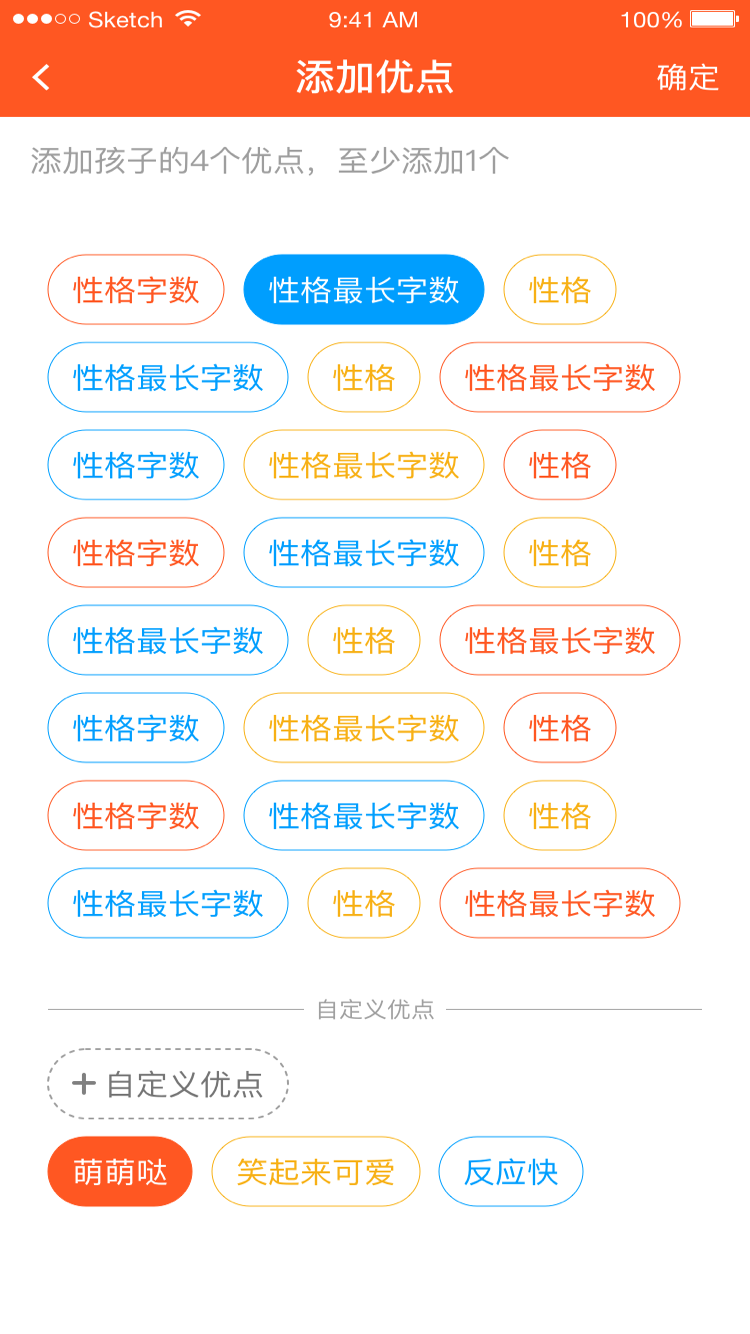 Sketch 9:41 AM 100%
添加优点 确定
添加孩子的4个优点，至少添加1个
性格字数 性格最长字数 性格
性格最长字数 性格 性格最长字数
性格字数 性格最长字数 性格
性格字数 性格最长字数 性格
性格最长字数 性格 性格最长字数
性格字数 性格最长字数 性格
性格字数 性格最长字数 性格
性格最长字数 性格 性格最长字数
自定义优点
+ 自定义优点
萌萌哒 笑起来可爱 反应快